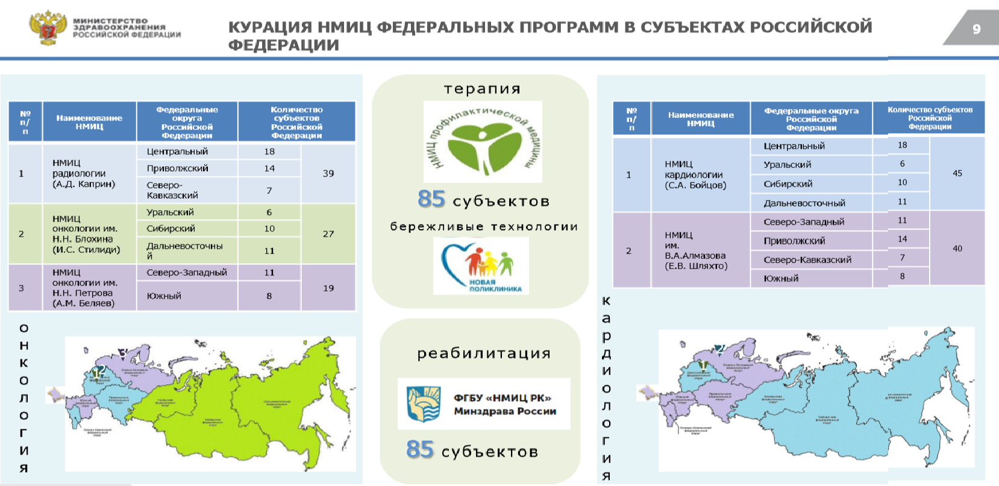 МИНИСТЕРСТВО
ЗДРАВООХРАНЕНИЯ
РОССИЙСКОЙ ФЕДЕРАЦИИ
КУРАЦИЯ НМИЦ ФЕДЕРАЛЬНЫХ ПРОГРАММ В СУБЪЕКТАХ РОССИЙСКОЙ
ФЕДЕРАЦИИ
9
№
п/
п
Наименование
НМИЦ
Федеральные
округа
Российской
Федерации
Количество
субъектов
Российской
Федерации
1
НМИЦ
радиологии
(А.Д. Каприн)
Центральный
18
Приволжский
14
Северо-
Кавказский
7
39
2
НМИЦ
онкологии им.
Н.Н. Блохина
(И.С. Стилиди)
Уральский
6
Сибирский
10
Дальневосточны
й
11
27
3
НМИЦ
онкологии им.
Н.Н. Петрова
(А.М. Беляев)
Северо-Западный
11
Южный
8
19
онкология
3
1
2
терапия
НМИЦ профилактической медицины
85 субъектов
бережливые технологии
НОВАЯ
ПОЛИКЛИНИКА
реабилитация
ФГБУ «НМИЦ РК»
Минздрава России
85 субъектов
№
п/
п
Наименование
НМИЦ
Федеральные округа
Российской
Федерации
Количество субъектов
Российской
Федерации
1
НМИЦ
кардиологии
(С.А. Бойцов)
Центральный
18
Уральский
6
Сибирский
10
Дальневосточный
11
45
2
НМИЦ
им.
В.А.Алмазова
(Е.В. Шляхто)
Северо-Западный
11
Приволжский
14
Северо-Кавказский
7
Южный
8
40
кардиология
2
1